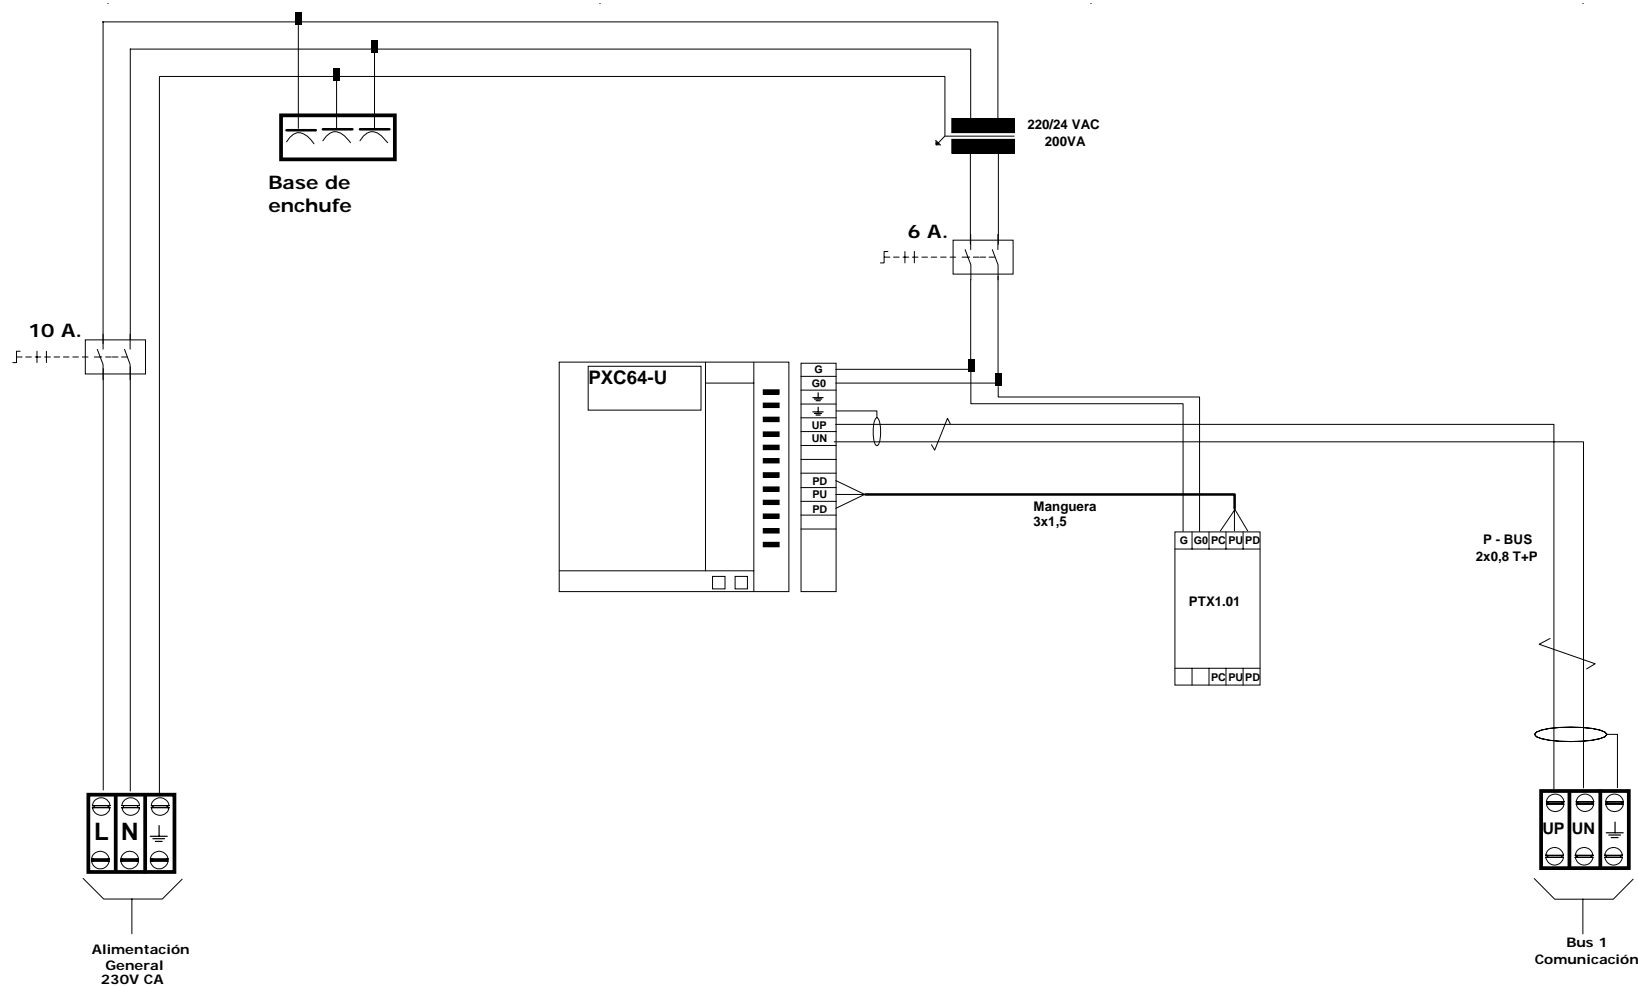 220/24 VAC
200VA
Base de
enchufe
6 A.
10 A.
PXC64-U
G
G0
UP
UN
PD
PU
PD
Manguera
3x1,5
G G0 PC PU PD
PTX1.01
PC PU PD
P - BUS
2x0,8 T+P
L N
UP UN
Alimentación
General
230V CA
Bus 1
Comunicación